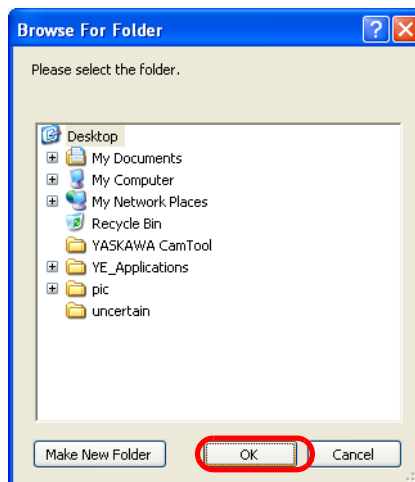 Browse For Folder
Please select the folder.
Desktop
My Documents
My Computer
My Network Places
Recycle Bin
YASKAWA CamTool
YE_Applications
pic
uncertain
Make New Folder OK Cancel